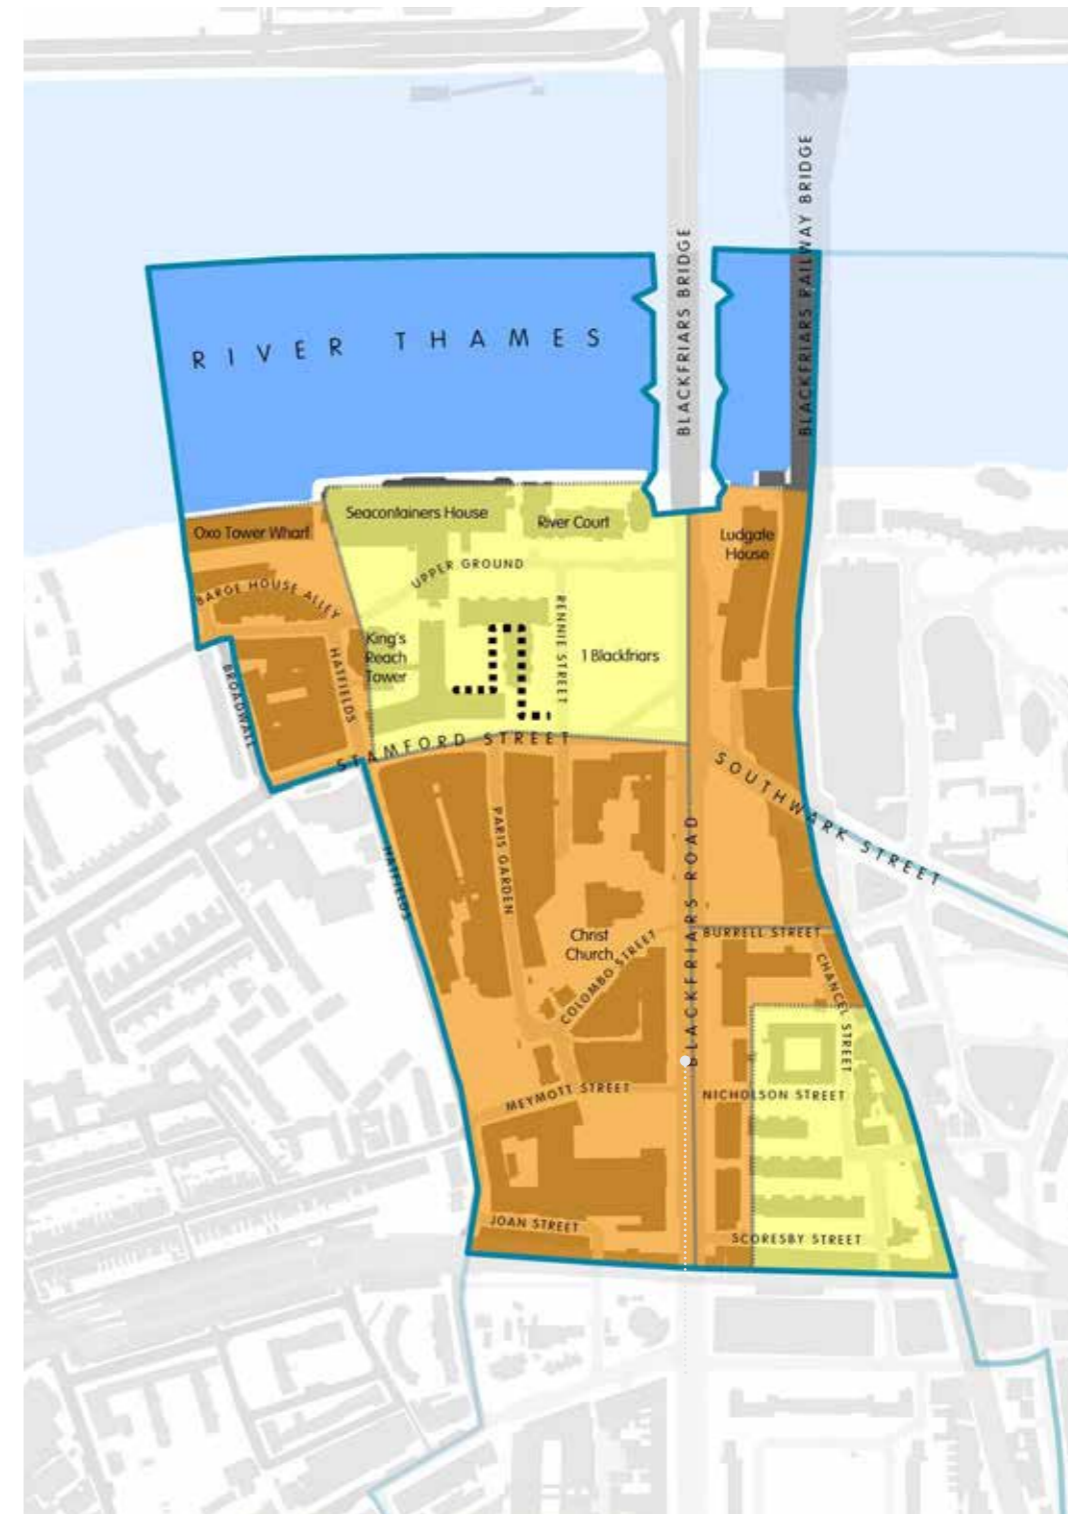 BLACKFRIARS BRIDGE
BLACKFRIARS RAILWAY BRIDGE
RIVER THAMES
Seacontainers House
River Court
Oxo Tower Wharf
Ludgate
House
UPPER GROUND
BARGE HOUSE ALLEY
RENNIE STREET
King's
Reach
Tower
1 Blackfriars
HATFIELDS
BROADWALL
STAMFORD STREET
SOUTHWARK STREET
PARIS GARDEN
HATFIELDS
BLACKFRIARS ROAD
Christ
Church
COLOMBO STREET
BURRELL STREET
CHANCEL STREET
MEYMOTT STREET
NICHOLSON STREET
JOAN STREET
SCORESBY STREET